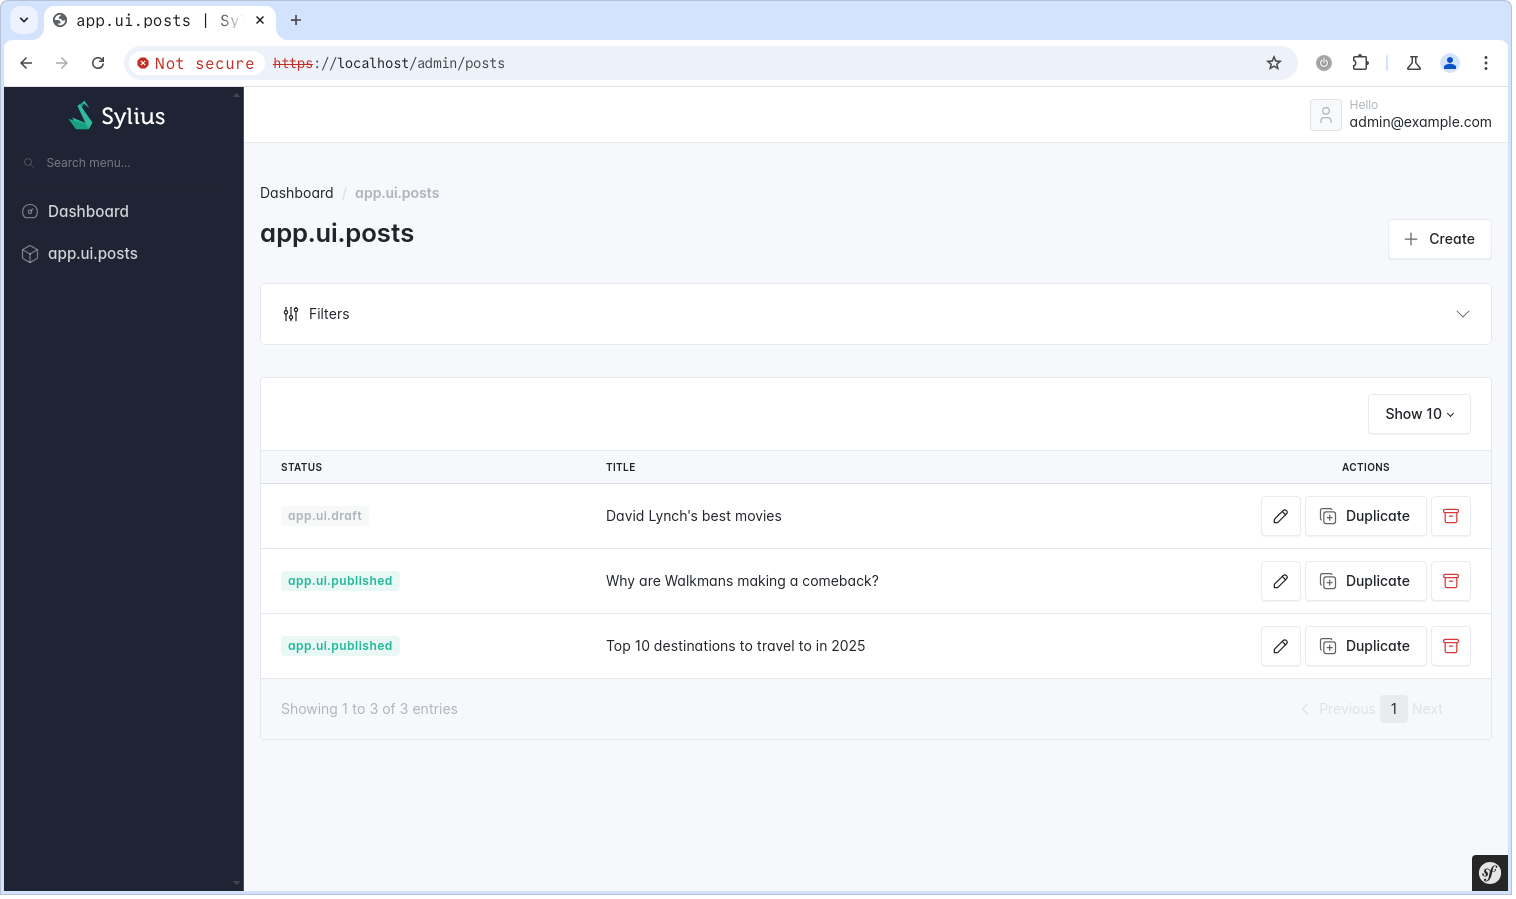 app.ui.posts | Sy
Not secure https://localhost/admin/posts
Sylius
Search menu...
Dashboard
app.ui.posts
Hello
admin@example.com
Dashboard / app.ui.posts
app.ui.posts
Create
Filters
Show 10
STATUS TITLE ACTIONS
app.ui.draft David Lynch's best movies Duplicate
app.ui.published Why are Walkmans making a comeback? Duplicate
app.ui.published Top 10 destinations to travel to in 2025 Duplicate
Showing 1 to 3 of 3 entries Previous 1 Next
sf